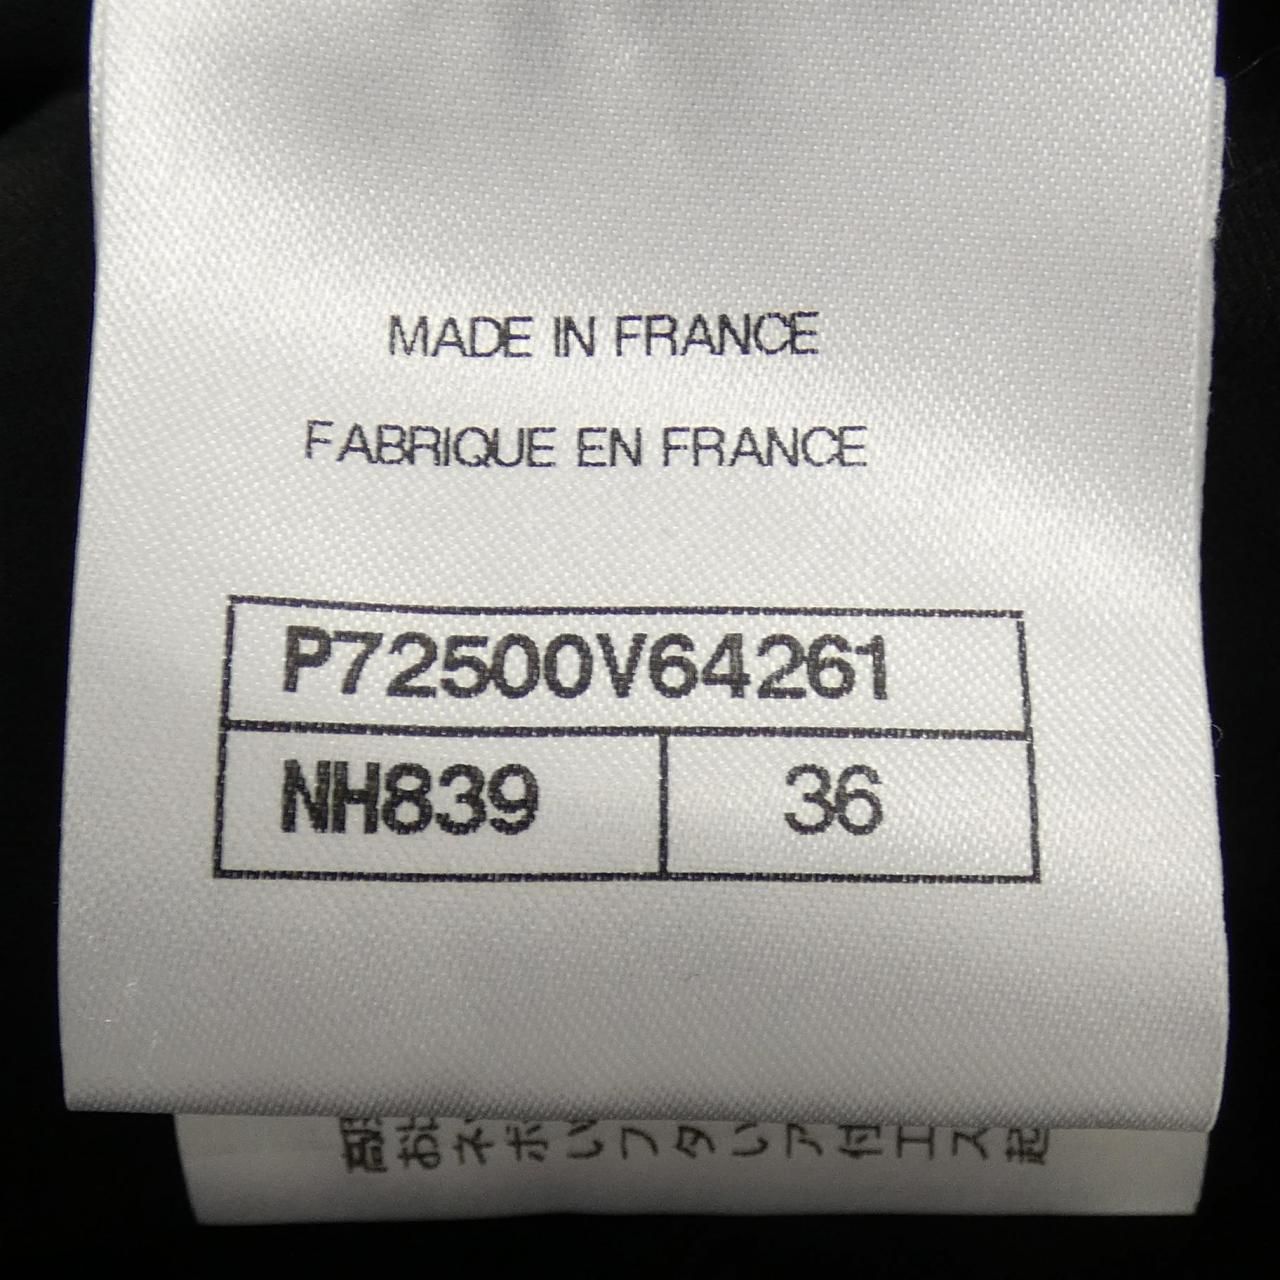 MADE IN FRANCE
FABRIQUE EN FRANCE
P72500V64261
NH839 36